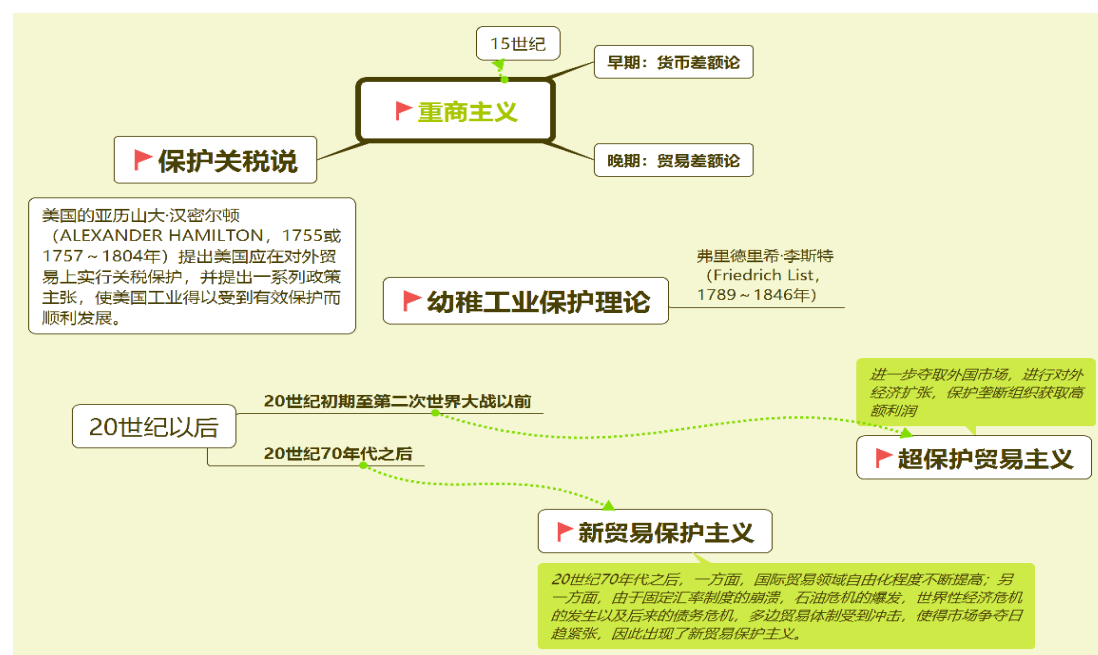 15世纪
早期：货币差额论
重商主义
保护关税说
晚期：贸易差额论
美国的亚历山大·汉密尔顿
（ALEXANDER HAMILTON，1755或
1757～1804年）提出美国应在对外贸
易上实行关税保护，并提出一系列政策
主张，使美国工业得以受到有效保护而
顺利发展。
弗里德里希·李斯特
（Friedrich List，
1789～1846年）
幼稚工业保护理论
进一步夺取外国市场，进行对外
经济扩张，保护垄断组织获取高
额利润
20世纪初期至第二次世界大战以前
20世纪以后
20世纪70年代之后
超保护贸易主义
新贸易保护主义
20世纪70年代之后，一方面，国际贸易领域自由化程度不断提高；另
一方面，由于固定汇率制度的崩溃，石油危机的爆发，世界性经济危机
的发生以及后来的债务危机，多边贸易体制受到冲击，使得市场争夺日
趋紧张，因此出现了新贸易保护主义。